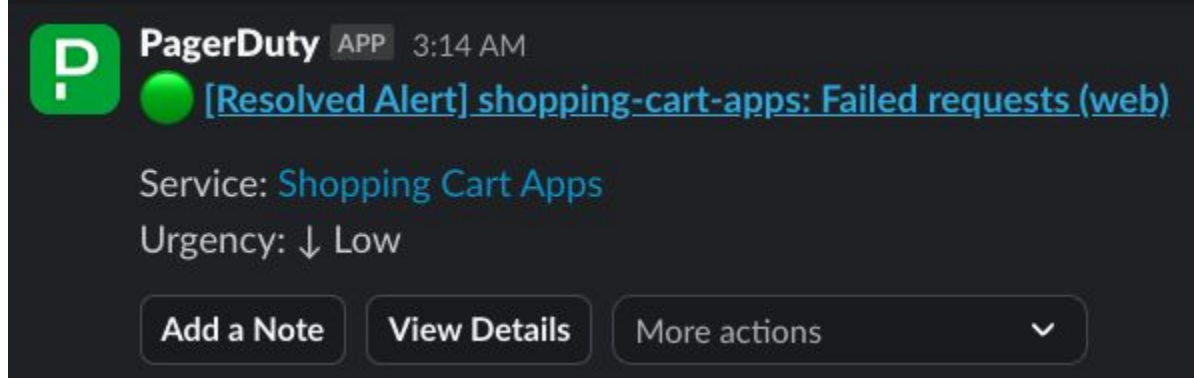 PagerDuty APP 3:14 AM
[Resolved Alert] shopping-cart-apps: Failed requests (web)
Service: Shopping Cart Apps
Urgency: ↓ Low
Add a Note View Details More actions